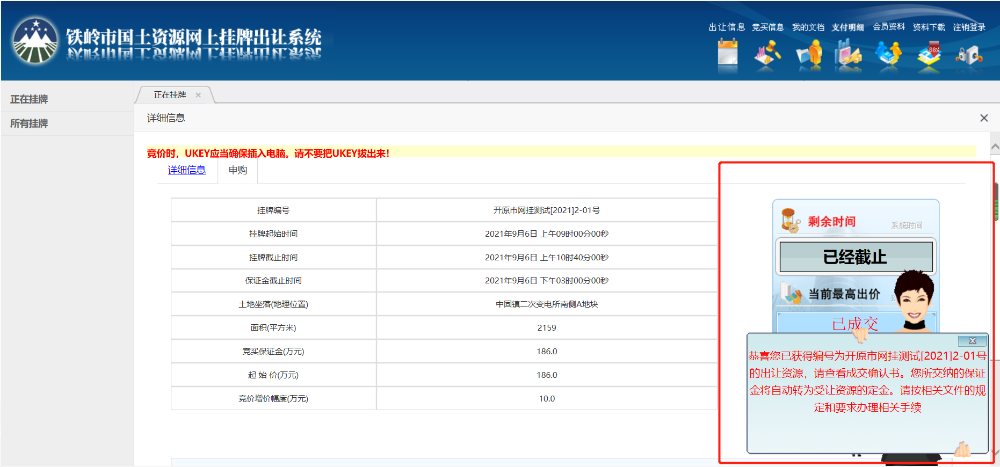 铁岭市国土资源网上挂牌出让系统
出让信息 竞买信息 我的文档 支付明细 会员资料 资料下载 注销登录
88%
正在挂牌
所有挂牌
正在挂牌
详细信息
竞价时，UKEY应当确保插入电脑。请不要把UKEY拔出来！
详细信息 申购
挂牌编号 开原市网挂测试[2021]2-01号
挂牌起始时间 2021年9月6日 上午09时00分00秒
挂牌截止时间 2021年9月6日 上午10时40分00秒
保证金截止时间 2021年9月6日 下午03时00分00秒
土地坐落(地理位置) 中固镇二次变电所南侧A地块
面积(平方米) 2159
竞买保证金(万元) 186.0
起 始 价(万元) 186.0
竞价增价幅度(万元) 10.0
剩余时间 系统时间
已经截止
当前最高出价
已成交
恭喜您已获得编号为开原市网挂测试[2021]2-01号
的出让资源，请查看成交确认书。您所交纳的保证
金将自动转为受让资源的定金。请按相关文件的规
定和要求办理相关手续